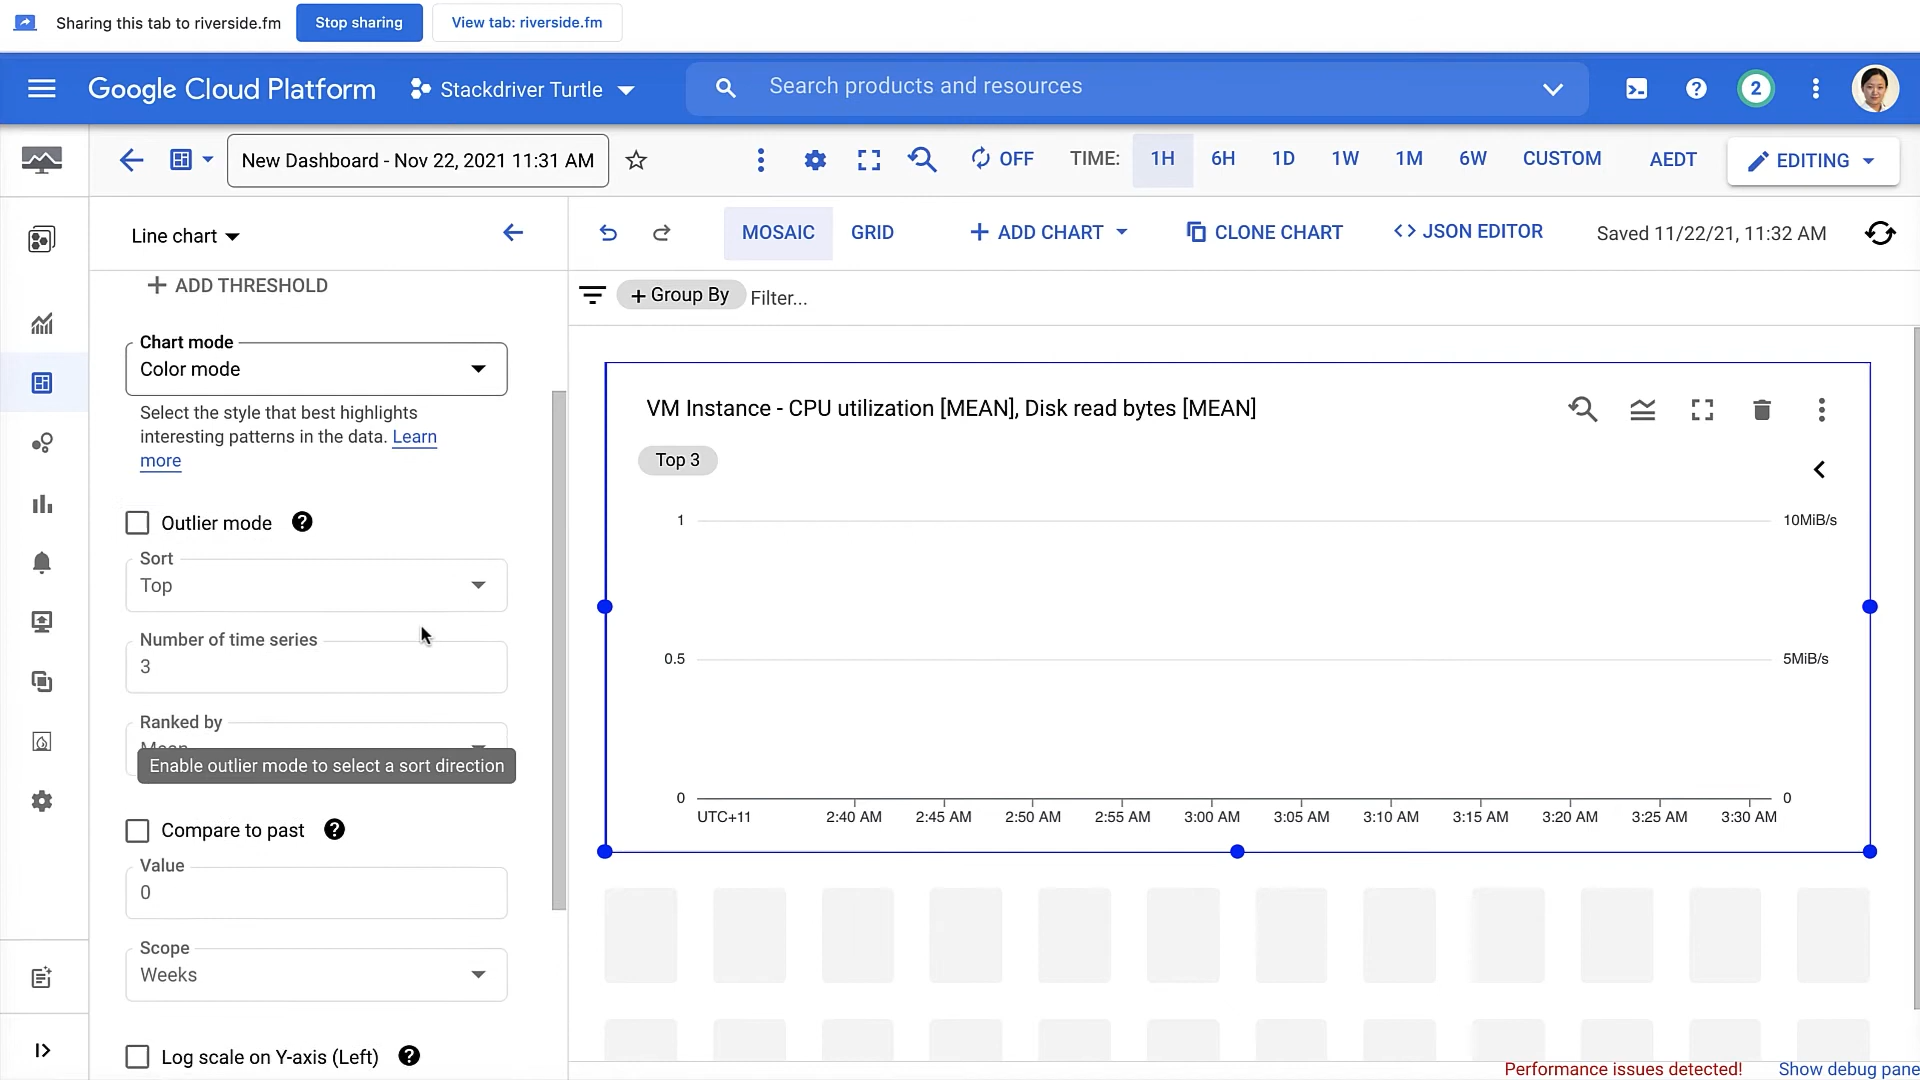 Sharing this tab to riverside.fm Stop sharing View tab: riverside.fm
Google Cloud Platform Stackdriver Turtle Search products and resources 2
New Dashboard - Nov 22, 2021 11:31 AM OFF TIME: 1H 6H 1D 1W 1M 6W CUSTOM AEDT EDITING
Line chart
MOSAIC GRID + ADD CHART CLONE CHART <> JSON EDITOR Saved 11/22/21, 11:32 AM
+ ADD THRESHOLD
+ Group By Filter...
Chart mode
Color mode
Select the style that best highlights
interesting patterns in the data. Learn
more
Outlier mode ?
Sort
Top
Number of time series
3
Ranked by
Mean
Enable outlier mode to select a sort direction
Compare to past ?
Value
0
Scope
Weeks
Log scale on Y-axis (Left) ?
VM Instance - CPU utilization [MEAN], Disk read bytes [MEAN]
Top 3
1 10MiB/s
0.5 5MiB/s
0 0
UTC+11 2:40 AM 2:45 AM 2:50 AM 2:55 AM 3:00 AM 3:05 AM 3:10 AM 3:15 AM 3:20 AM 3:25 AM 3:30 AM
Performance issues detected! Show debug pane